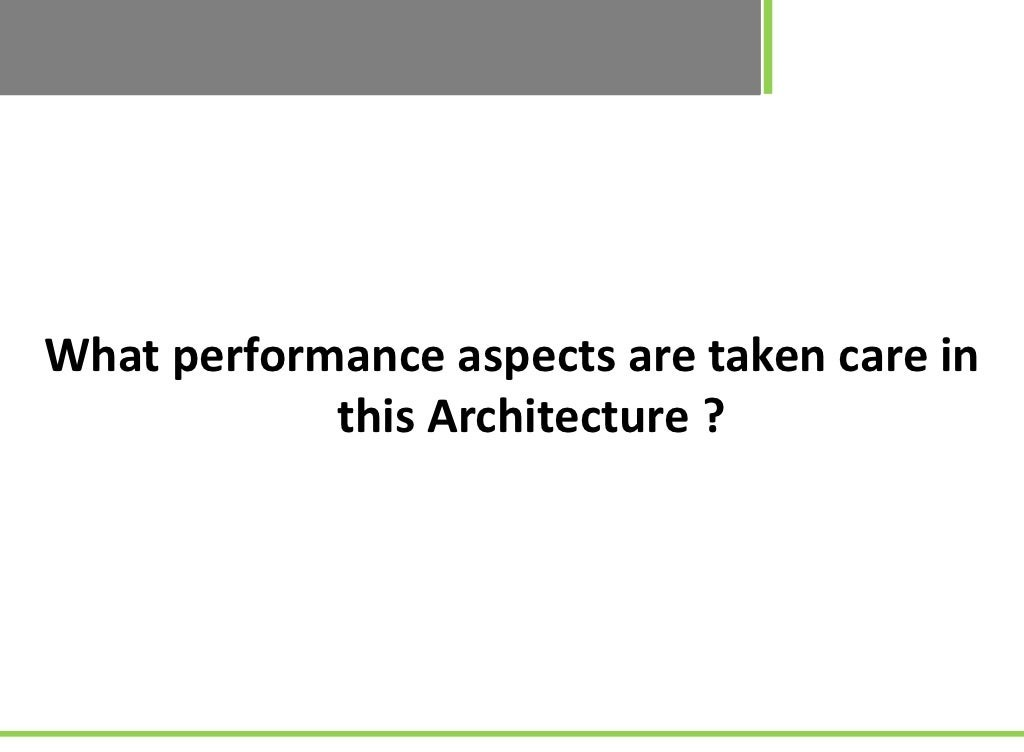 What performance aspects are taken care in
this Architecture ?